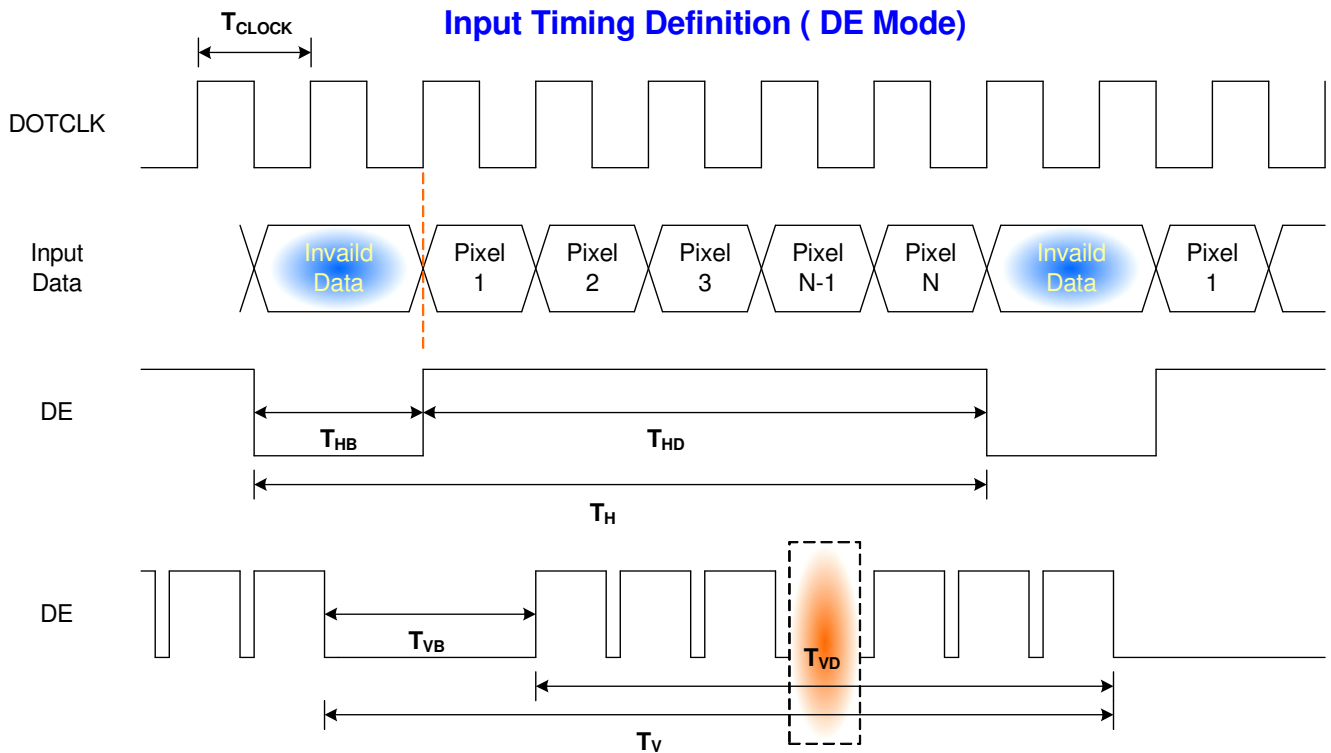 Input Timing Definition ( DE Mode)
TCLOCK
DOTCLK
Input
Data
Invaild
Data
Pixel
1
Pixel
2
Pixel
3
Pixel
N-1
Pixel
N
Invaild
Data
Pixel
1
DE
THB
THD
TH
DE
TVB
TVD
TV